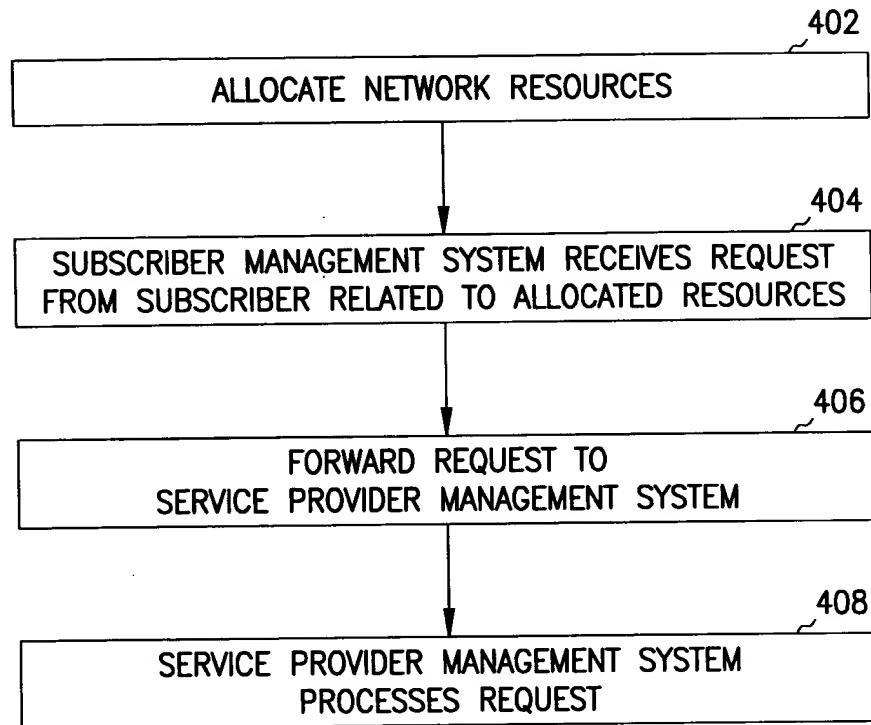 402
ALLOCATE NETWORK RESOURCES
404
SUBSCRIBER MANAGEMENT SYSTEM RECEIVES REQUEST
FROM SUBSCRIBER RELATED TO ALLOCATED RESOURCES
406
FORWARD REQUEST TO
SERVICE PROVIDER MANAGEMENT SYSTEM
408
SERVICE PROVIDER MANAGEMENT SYSTEM
PROCESSES REQUEST